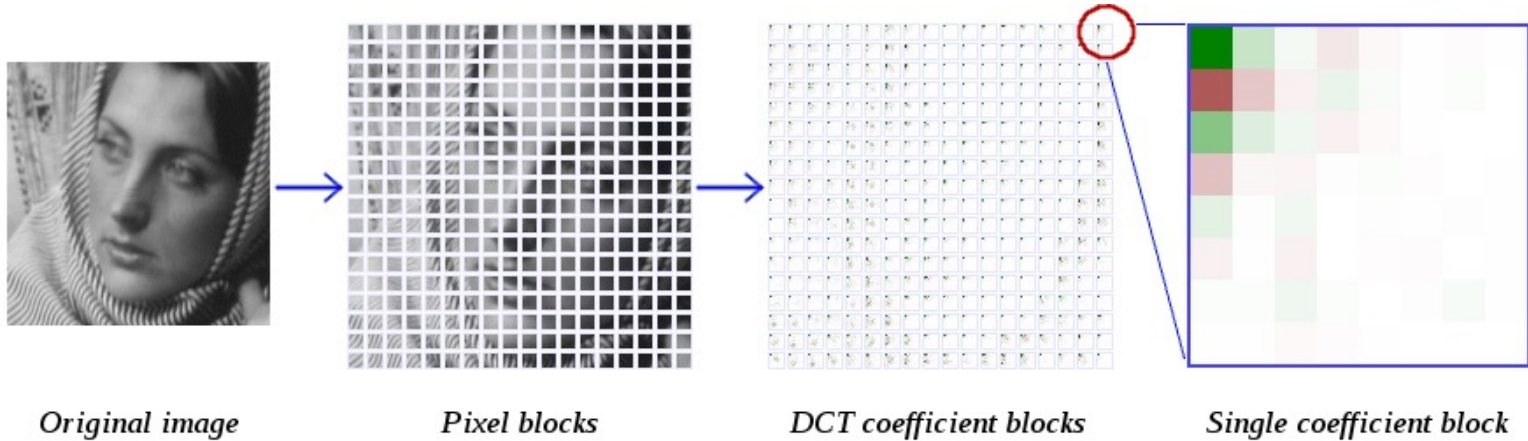 Original image
Pixel blocks
DCT coefficient blocks
Single coefficient block